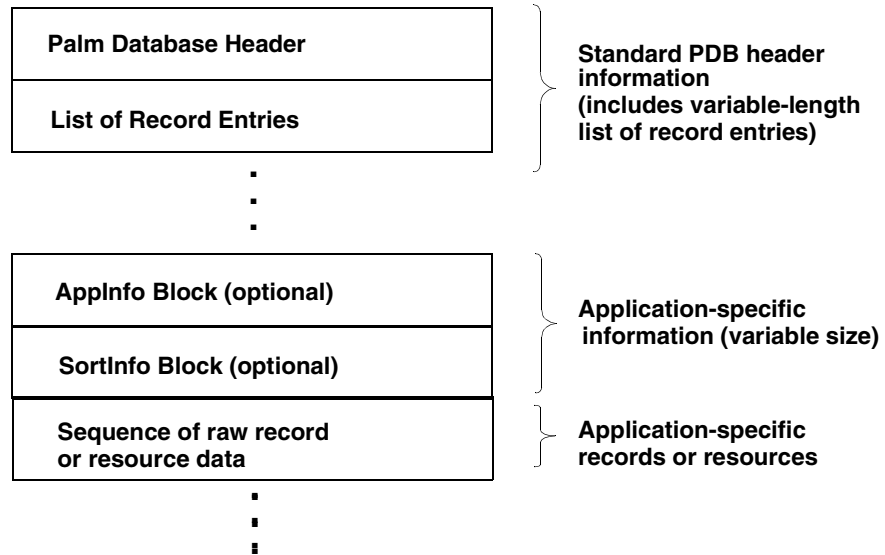 Palm Database Header
List of Record Entries
Standard PDB header
information
(includes variable-length
list of record entries)
AppInfo Block (optional)
SortInfo Block (optional)
Application-specific
information (variable size)
Sequence of raw record
or resource data
Application-specific
records or resources